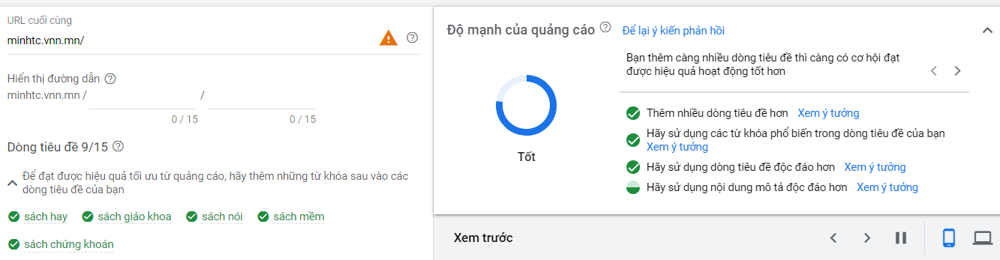 URL cuối cùng
minhtc.vnn.mn/
Hiển thị đường dẫn
minhtc.vnn.mn / /
0 / 15 0 / 15
Dòng tiêu đề 9/15
Để đạt được hiệu quả tối ưu từ quảng cáo, hãy thêm những từ khóa sau vào các
dòng tiêu đề của bạn
sách hay sách giáo khoa sách nói sách mềm
sách chứng khoán
Độ mạnh của quảng cáo Để lại ý kiến phản hồi
Bạn thêm càng nhiều dòng tiêu đề thì càng có cơ hội đạt
được hiệu quả hoạt động tốt hơn
Tốt
Thêm nhiều dòng tiêu đề hơn Xem ý tưởng
Hãy sử dụng các từ khóa phổ biến trong dòng tiêu đề của bạn
Xem ý tưởng
Hãy sử dụng dòng tiêu đề độc đáo hơn Xem ý tưởng
Hãy sử dụng nội dung mô tả độc đáo hơn Xem ý tưởng
Xem trước